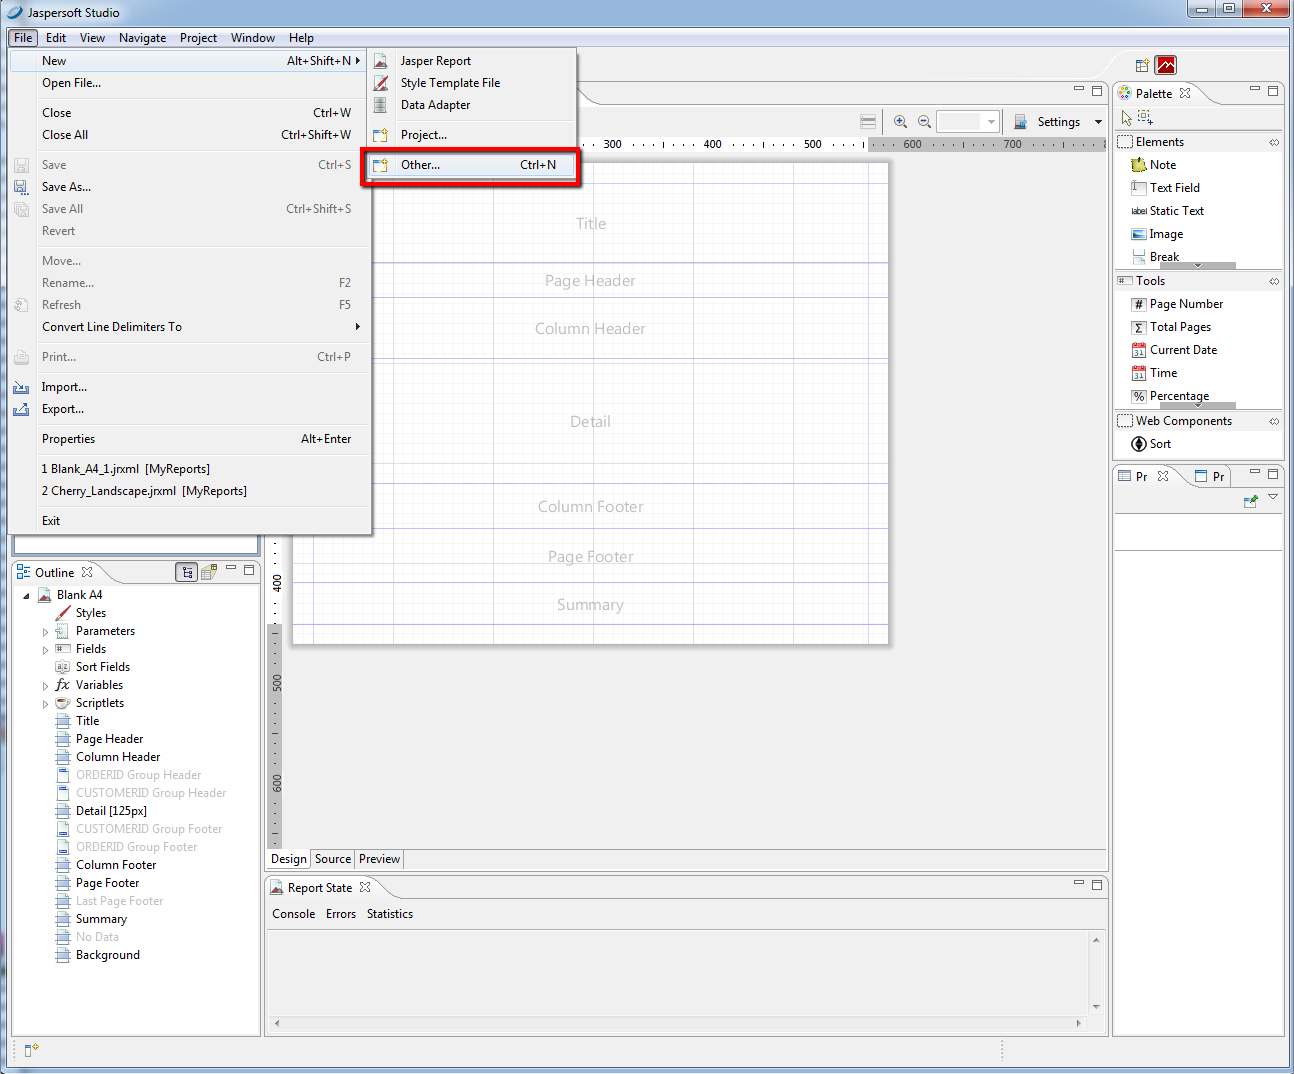 Jaspersoft Studio
File Edit View Navigate Project Window Help
New Alt+Shift+N
Open File...
Close Ctrl+W
Close All Ctrl+Shift+W
Save Ctrl+S
Save As...
Save All Ctrl+Shift+S
Revert
Move...
Rename... F2
Refresh F5
Convert Line Delimiters To
Print... Ctrl+P
Import...
Export...
Properties Alt+Enter
1 Blank_A4_1.jrxml [MyReports]
2 Cherry_Landscape.jrxml [MyReports]
Exit
Jasper Report
Style Template File
Data Adapter
Project...
Other... Ctrl+N
Settings
300 400 500 600 700 8
Title
Page Header
Column Header
Detail
Column Footer
Page Footer
Summary
400
500
600
Design Source Preview
Palette
Elements
Note
Text Field
label Static Text
Image
Break
Tools
# Page Number
Σ Total Pages
31 Current Date
31 Time
% Percentage
Web Components
Sort
Pr Pr
Outline
Blank A4
Styles
Parameters
Fields
Sort Fields
fx Variables
Scriptlets
Title
Page Header
Column Header
ORDERID Group Header
CUSTOMERID Group Header
Detail [125px]
CUSTOMERID Group Footer
ORDERID Group Footer
Column Footer
Page Footer
Last Page Footer
Summary
No Data
Background
Report State
Console Errors Statistics